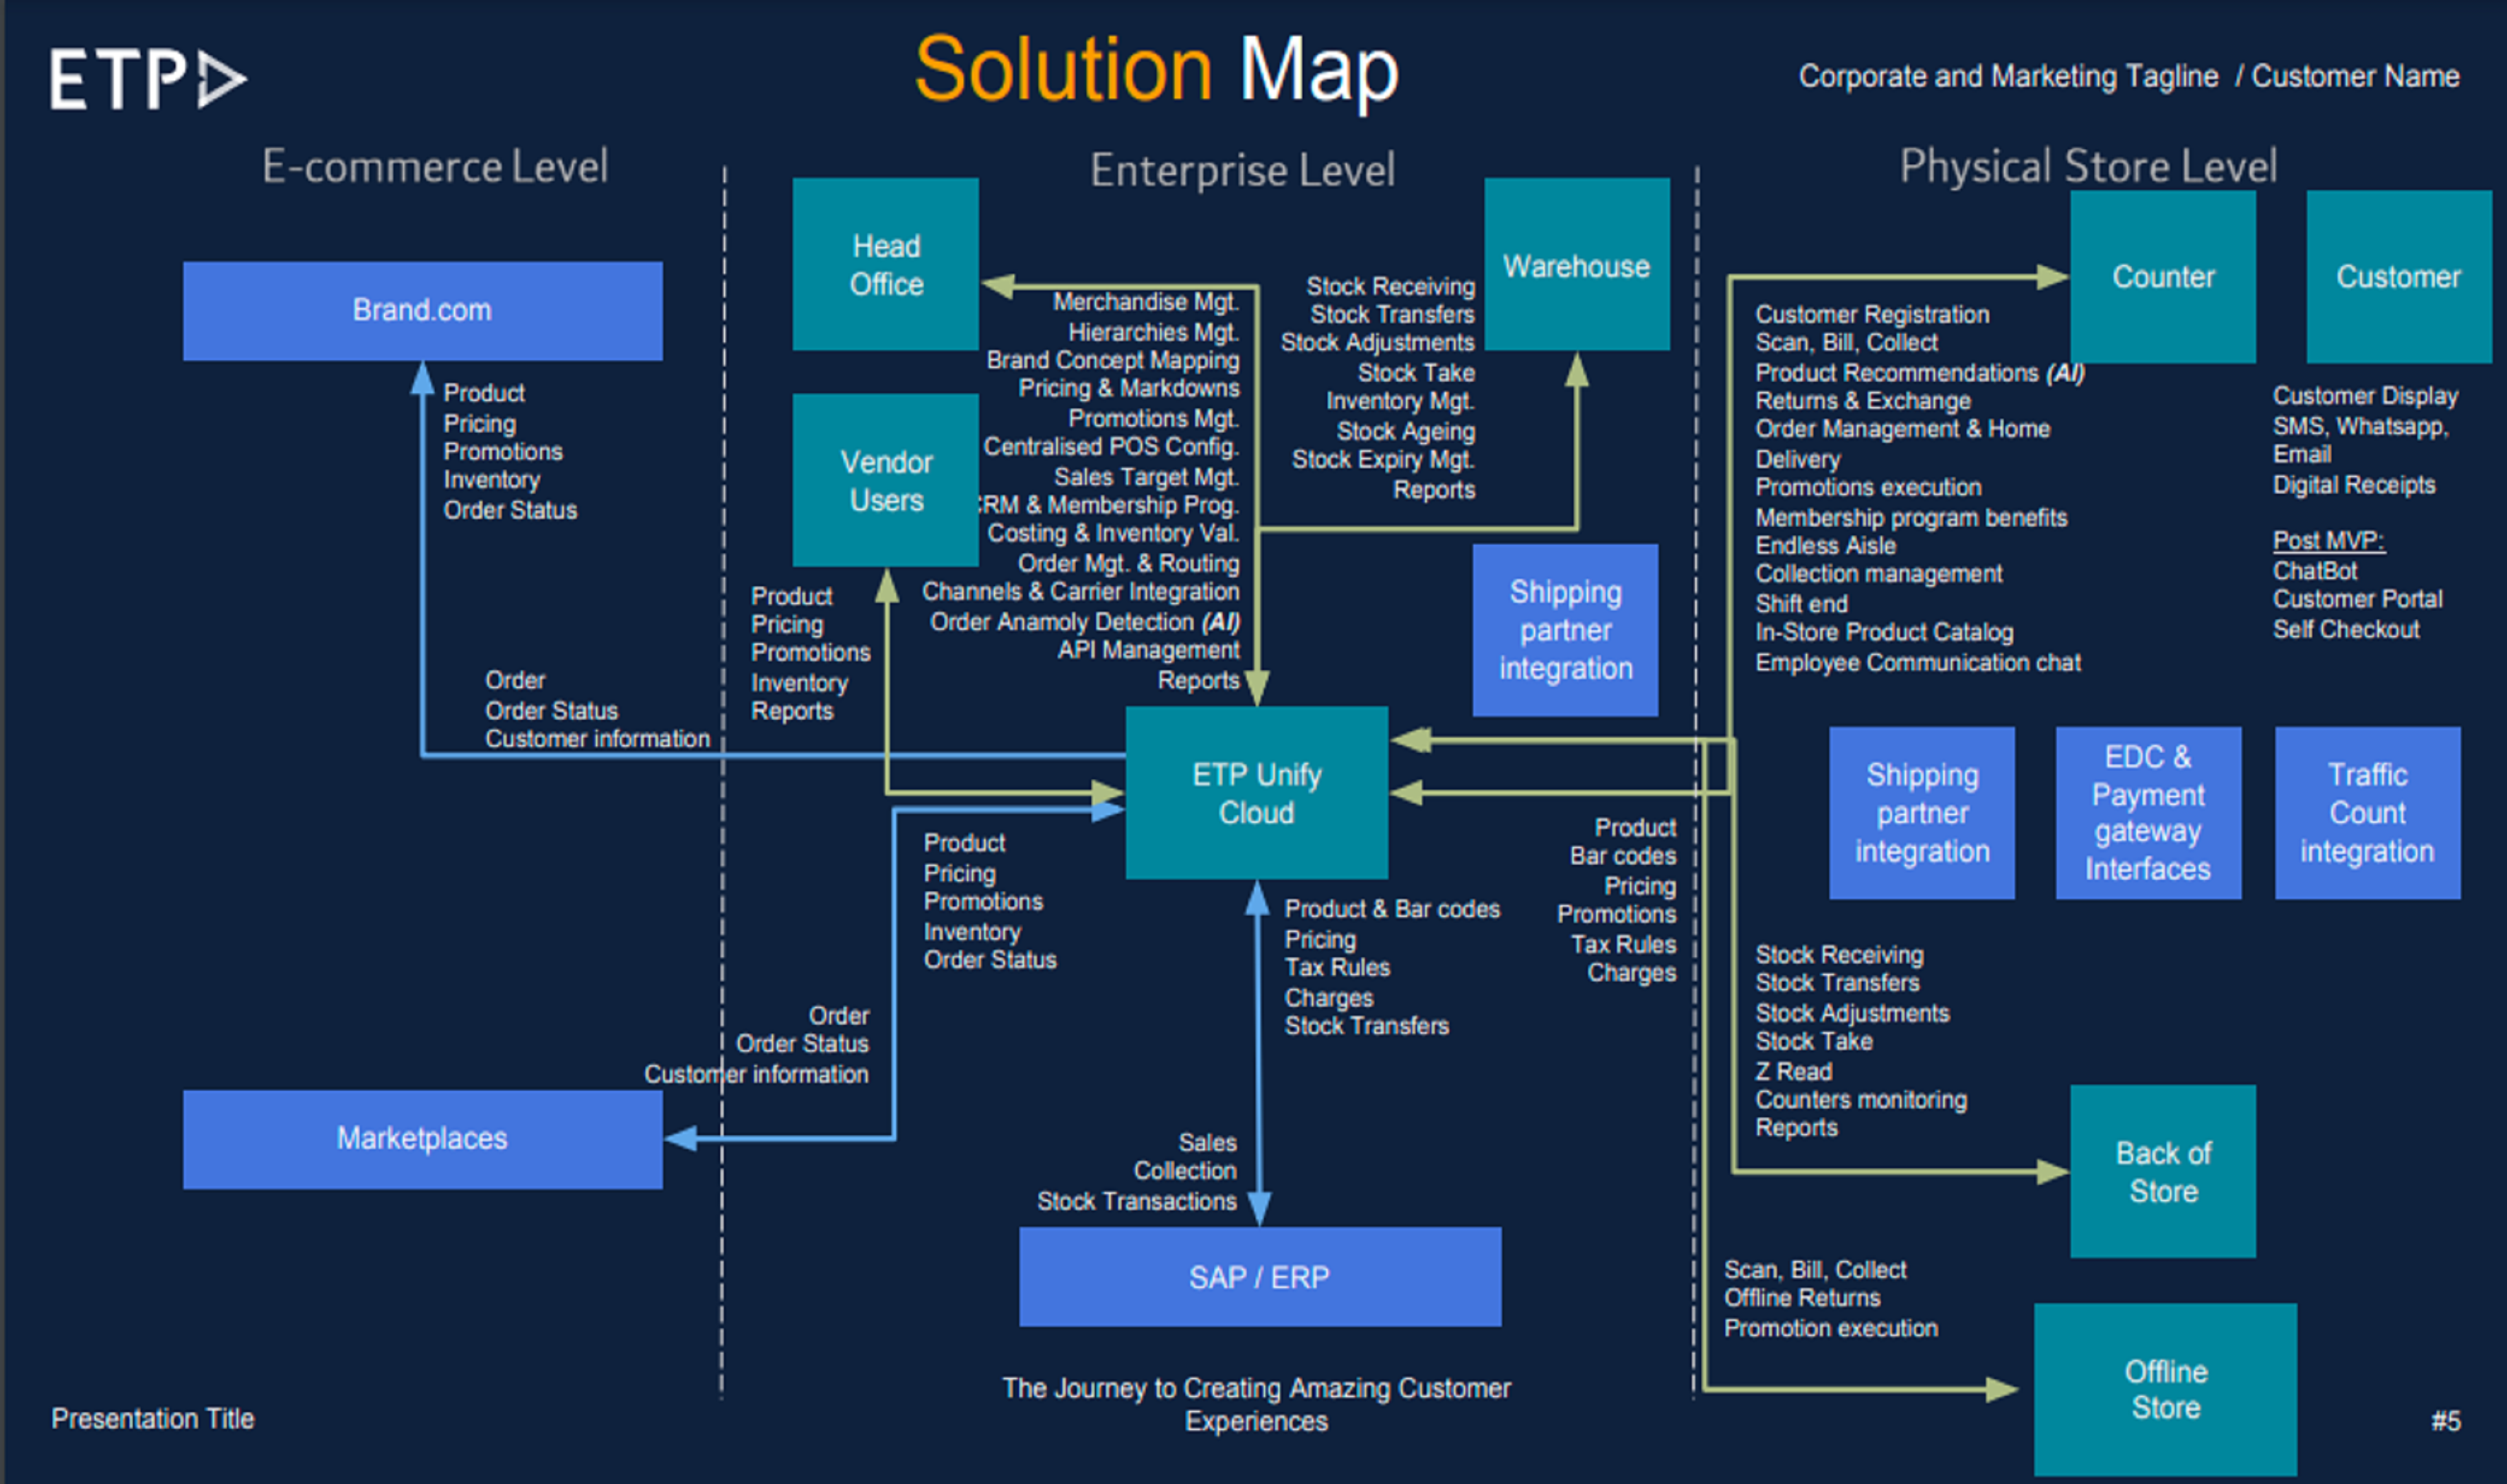 ETP
Solution Map
Corporate and Marketing Tagline / Customer Name
E-commerce Level
Enterprise Level
Physical Store Level
Brand.com
Product
Pricing
Promotions
Inventory
Order Status
Order
Order Status
Customer information
Marketplaces
Head
Office
Merchandise Mgt.
Hierarchies Mgt.
Brand Concept Mapping
Pricing & Markdowns
Promotions Mgt.
Centralised POS Config.
Sales Target Mgt.
CRM & Membership Prog.
Costing & Inventory Val.
Order Mgt. & Routing
Channels & Carrier Integration
Order Anamoly Detection (AI)
API Management
Reports
Vendor
Users
Product
Pricing
Promotions
Inventory
Reports
Warehouse
Stock Receiving
Stock Transfers
Stock Adjustments
Stock Take
Inventory Mgt.
Stock Ageing
Stock Expiry Mgt.
Reports
Shipping
partner
integration
ETP Unify
Cloud
Product
Pricing
Promotions
Inventory
Order Status
Order
Order Status
Customer information
Product & Bar codes
Pricing
Tax Rules
Charges
Stock Transfers
Sales
Collection
Stock Transactions
SAP / ERP
Product
Bar codes
Pricing
Promotions
Tax Rules
Charges
Counter
Customer
Customer Registration
Scan, Bill, Collect
Product Recommendations (AI)
Returns & Exchange
Order Management & Home
Delivery
Promotions execution
Membership program benefits
Endless Aisle
Collection management
Shift end
In-Store Product Catalog
Employee Communication chat
Customer Display
SMS, Whatsapp,
Email
Digital Receipts
Post MVP:
ChatBot
Customer Portal
Self Checkout
Shipping
partner
integration
EDC &
Payment
gateway
Interfaces
Traffic
Count
integration
Stock Receiving
Stock Transfers
Stock Adjustments
Stock Take
Z Read
Counters monitoring
Reports
Back of
Store
Scan, Bill, Collect
Offline Returns
Promotion execution
Offline
Store
Presentation Title
The Journey to Creating Amazing Customer
Experiences
#5